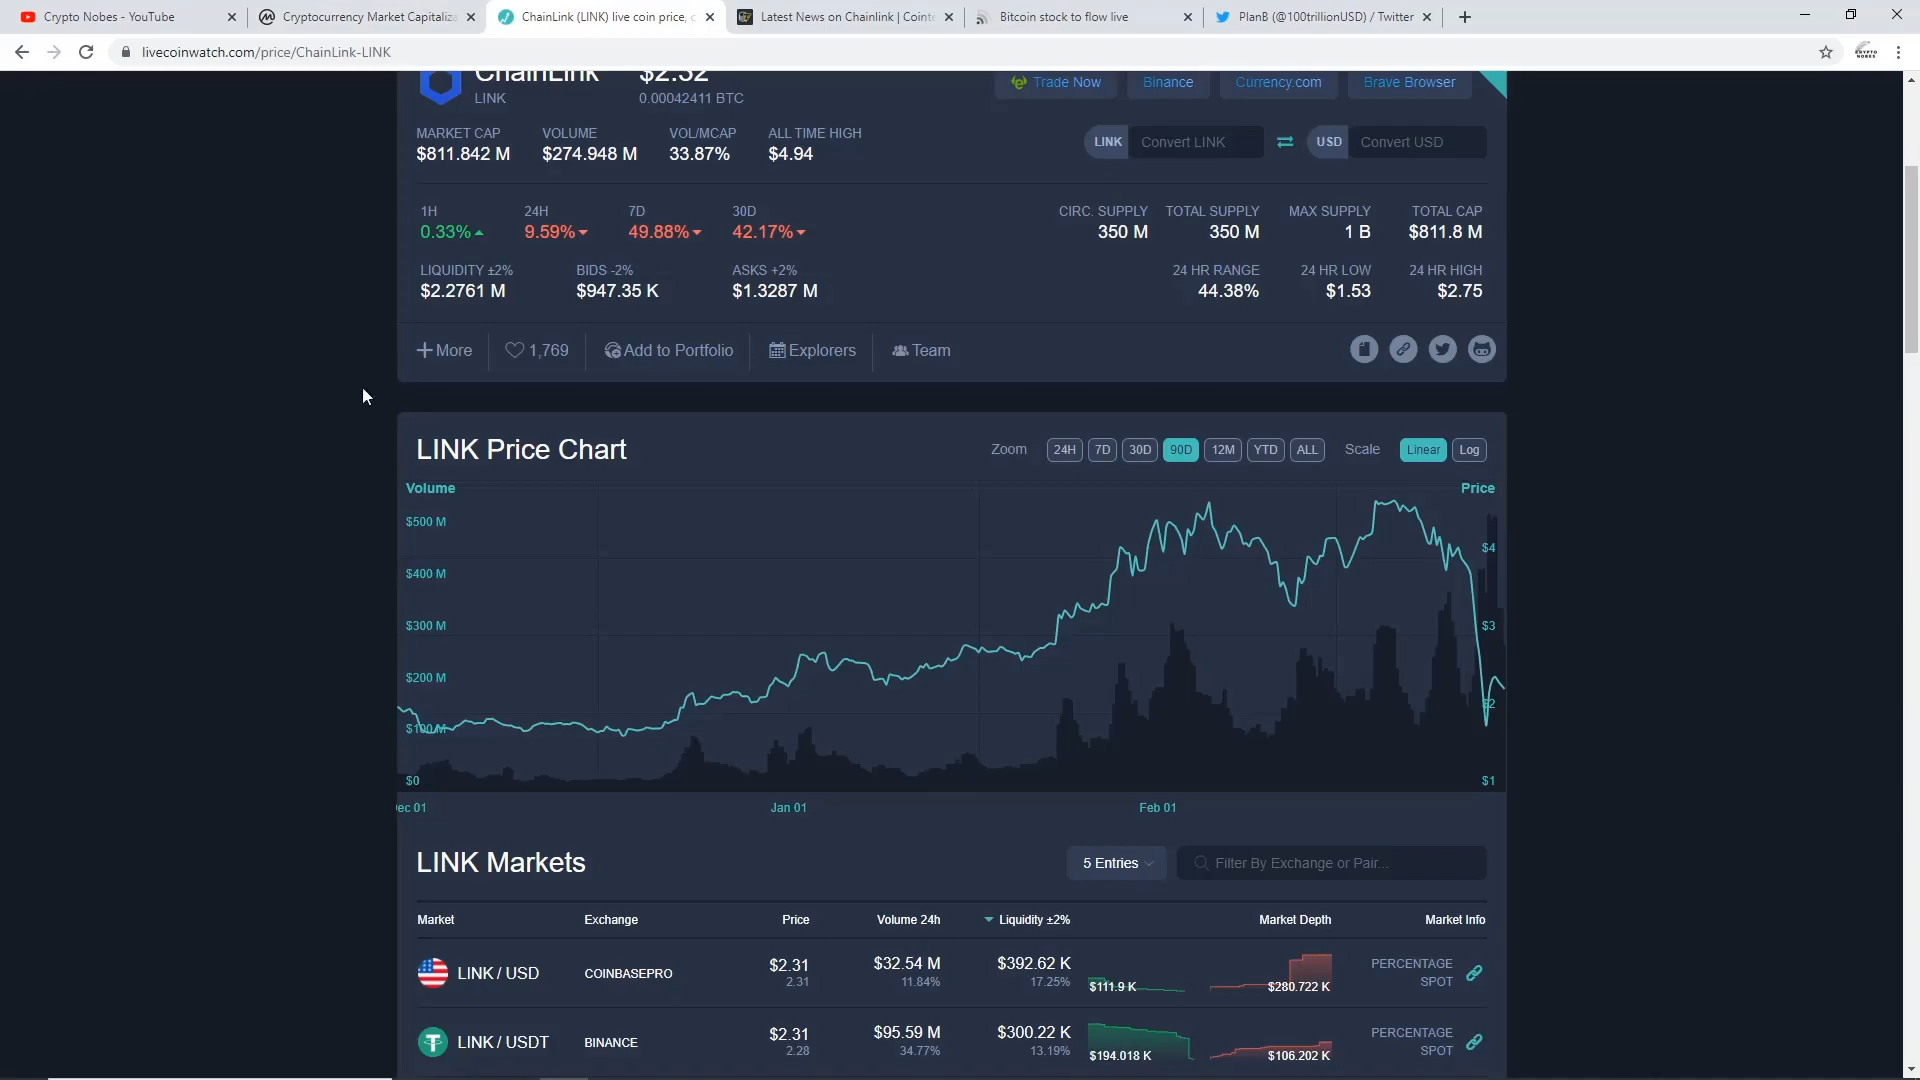 Crypto Nobes - YouTube
Cryptocurrency Market Capitaliza
ChainLink (LINK) live coin price, c
Latest News on Chainlink | Cointe
Bitcoin stock to flow live
PlanB (@100trillionUSD) / Twitter
livecoinwatch.com/price/ChainLink-LINK
ChainLink $2.32
LINK 0.00042411 BTC
Trade Now Binance Currency.com Brave Browser
MARKET CAP VOLUME VOL/MCAP ALL TIME HIGH
$811.842 M $274.948 M 33.87% $4.94
LINK Convert LINK USD Convert USD
1H 24H 7D 30D CIRC. SUPPLY TOTAL SUPPLY MAX SUPPLY TOTAL CAP
0.33% 9.59% 49.88% 42.17% 350 M 350 M 1 B $811.8 M
LIQUIDITY ±2% BIDS -2% ASKS +2% 24 HR RANGE 24 HR LOW 24 HR HIGH
$2.2761 M $947.35 K $1.3287 M 44.38% $1.53 $2.75
More 1,769 Add to Portfolio Explorers Team
LINK Price Chart Zoom 24H 7D 30D 90D 12M YTD ALL Scale Linear Log
Volume Price
$500 M
$4
$400 M
$300 M $3
$200 M
$2
$100 M
$0 $1
ec 01 Jan 01 Feb 01
LINK Markets 5 Entries Filter By Exchange or Pair...
Market Exchange Price Volume 24h Liquidity ±2% Market Depth Market Info
LINK / USD COINBASEPRO $2.31 $32.54 M $392.62 K PERCENTAGE
2.31 11.84% 17.25% $111.9 K $280.722 K SPOT
LINK / USDT BINANCE $2.31 $95.59 M $300.22 K PERCENTAGE
2.28 34.77% 13.19% $194.018 K $106.202 K SPOT